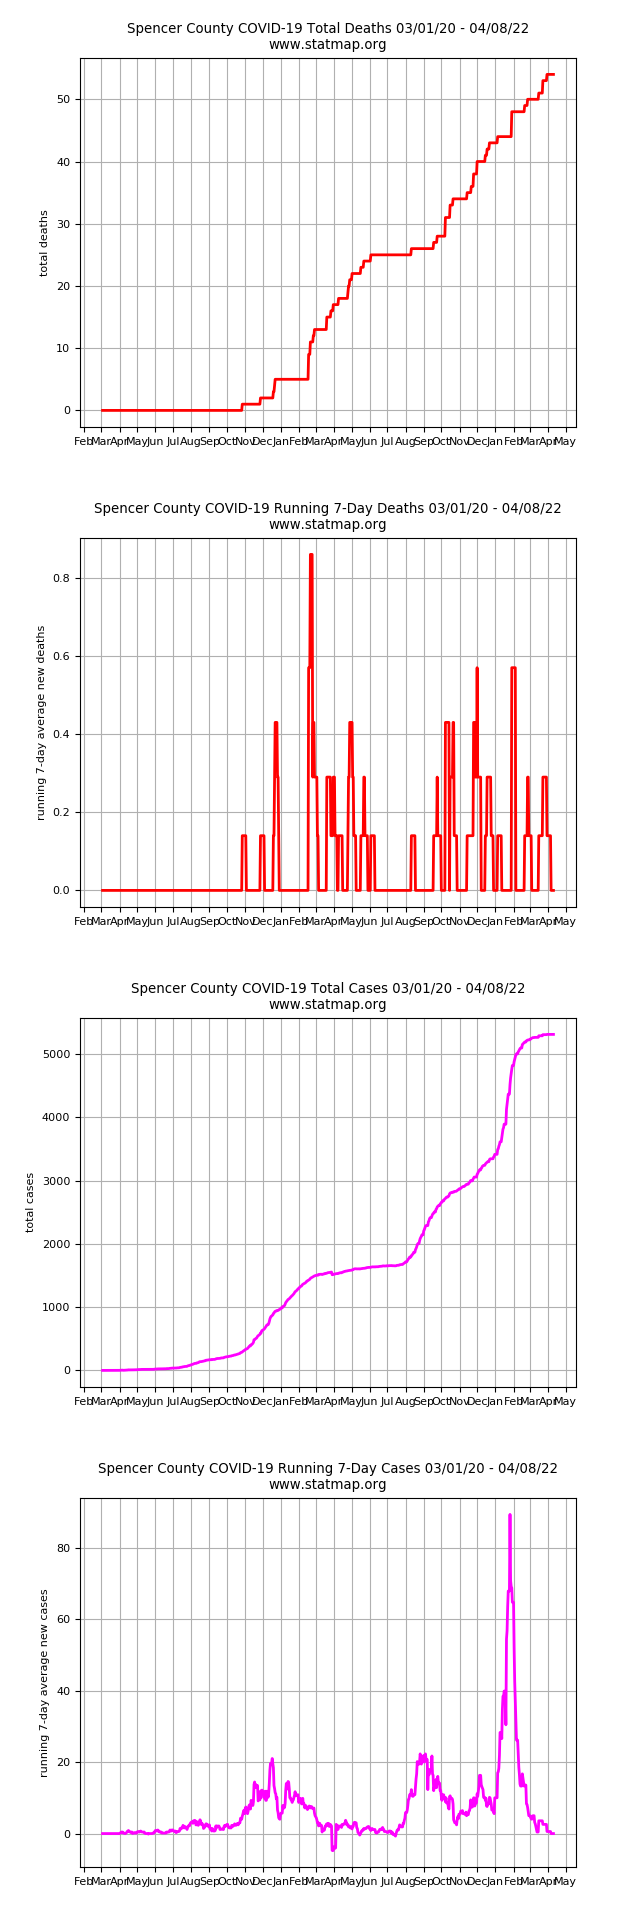 Spencer County COVID-19 Total Deaths 03/01/20 - 04/08/22
www.statmap.org
50
40
30
20
10
0
total deaths
Feb Mar Apr May Jun Jul Aug Sep Oct Nov Dec Jan Feb Mar Apr May Jun Jul Aug Sep Oct Nov Dec Jan Feb Mar Apr May
Spencer County COVID-19 Running 7-Day Deaths 03/01/20 - 04/08/22
www.statmap.org
0.8
0.6
0.4
0.2
0.0
running 7-day average new deaths
Feb Mar Apr May Jun Jul Aug Sep Oct Nov Dec Jan Feb Mar Apr May Jun Jul Aug Sep Oct Nov Dec Jan Feb Mar Apr May
Spencer County COVID-19 Total Cases 03/01/20 - 04/08/22
www.statmap.org
5000
4000
3000
2000
1000
0
total cases
Feb Mar Apr May Jun Jul Aug Sep Oct Nov Dec Jan Feb Mar Apr May Jun Jul Aug Sep Oct Nov Dec Jan Feb Mar Apr May
Spencer County COVID-19 Running 7-Day Cases 03/01/20 - 04/08/22
www.statmap.org
80
60
40
20
0
running 7-day average new cases
Feb Mar Apr May Jun Jul Aug Sep Oct Nov Dec Jan Feb Mar Apr May Jun Jul Aug Sep Oct Nov Dec Jan Feb Mar Apr May